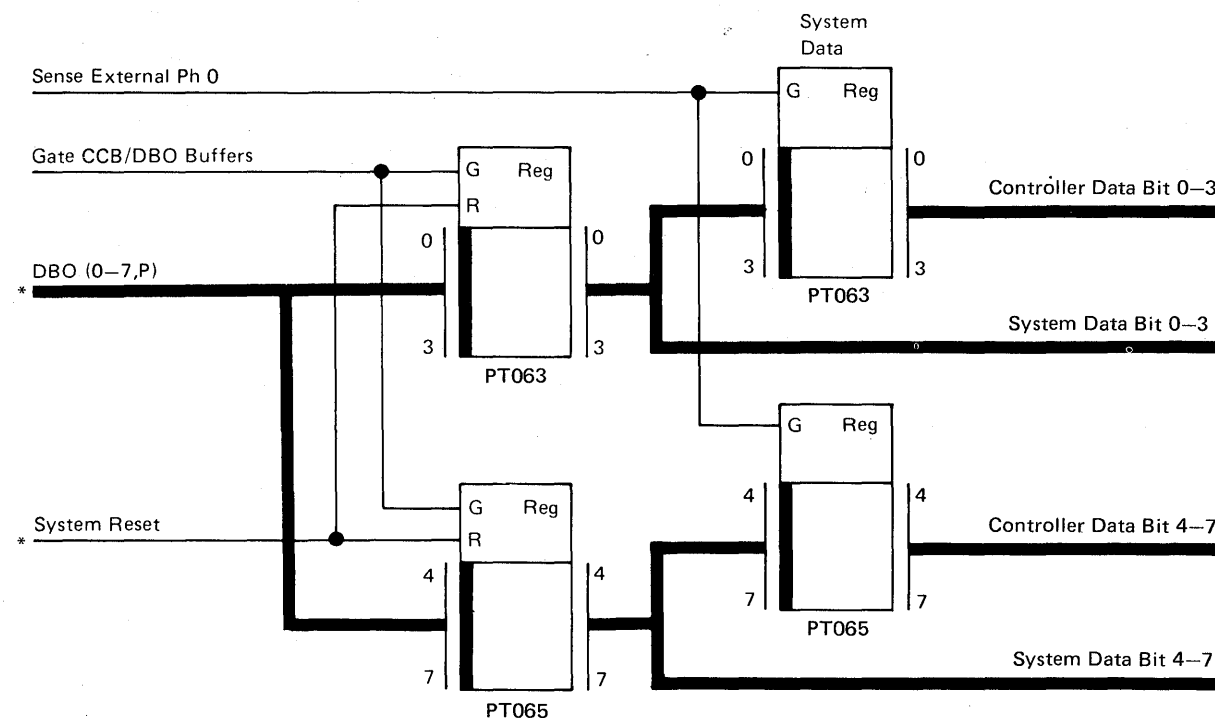 System
Data
Sense External Ph 0
G Reg
Gate CCB/DBO Buffers
G Reg
R
0
0
Controller Data Bit 0–3
3
3
PT063
0
0
* DBO (0–7,P)
3
3
PT063
System Data Bit 0–3
G Reg
G Reg
* System Reset
R
4
4
Controller Data Bit 4–7
7
7
PT065
4
4
7
7
PT065
System Data Bit 4–7